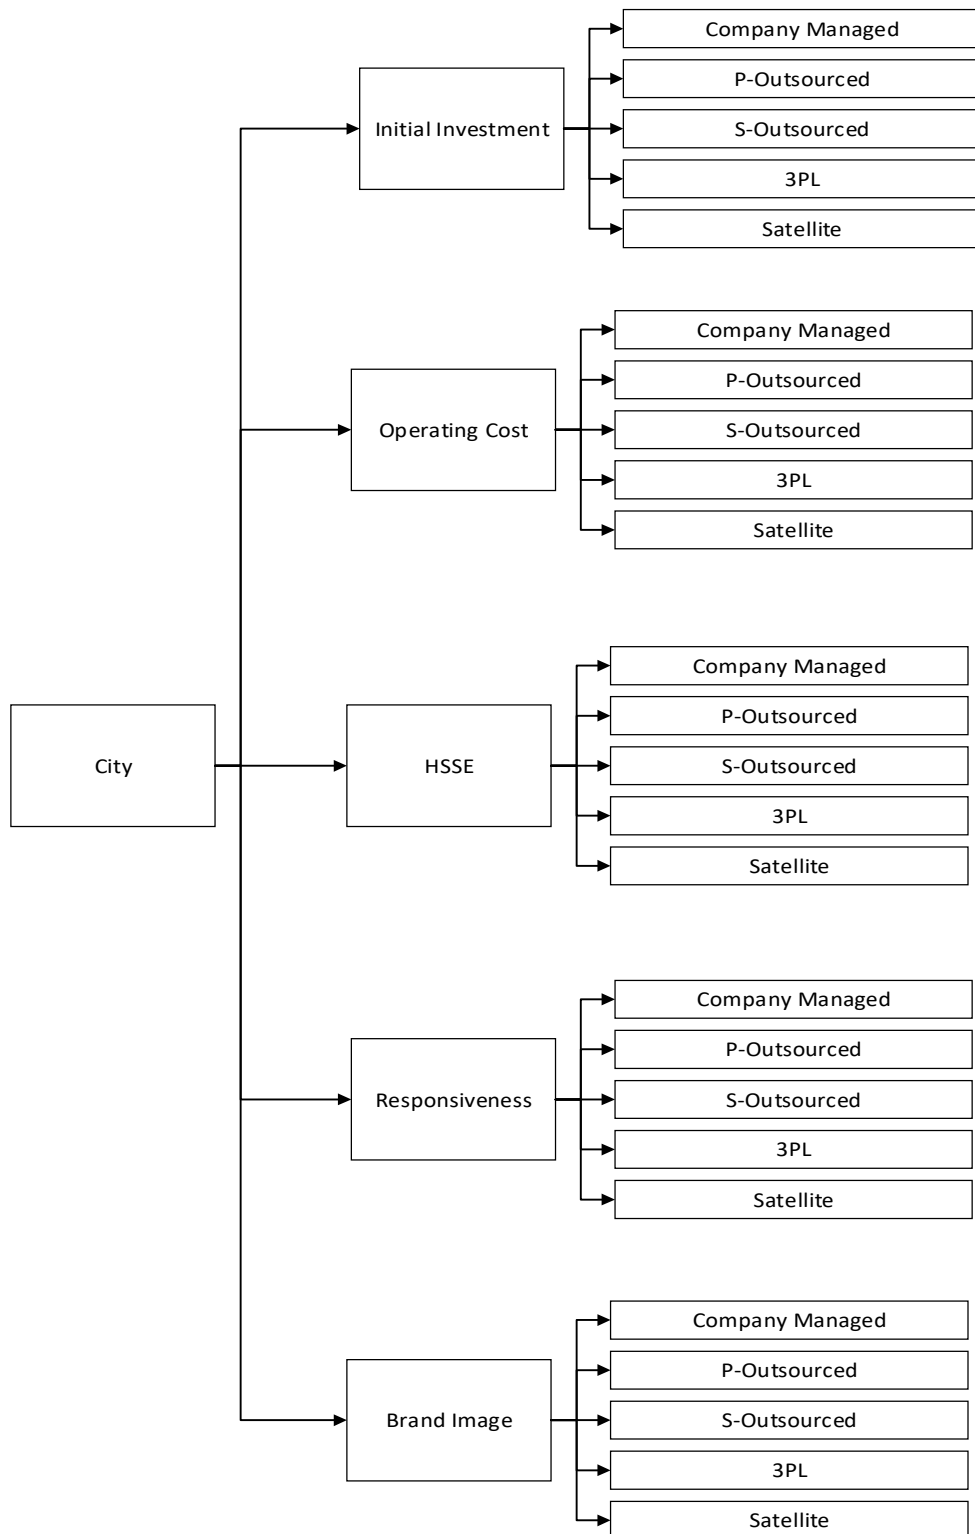 City
Initial Investment
Company Managed
P-Outsourced
S-Outsourced
3PL
Satellite
Operating Cost
Company Managed
P-Outsourced
S-Outsourced
3PL
Satellite
HSSE
Company Managed
P-Outsourced
S-Outsourced
3PL
Satellite
Responsiveness
Company Managed
P-Outsourced
S-Outsourced
3PL
Satellite
Brand Image
Company Managed
P-Outsourced
S-Outsourced
3PL
Satellite